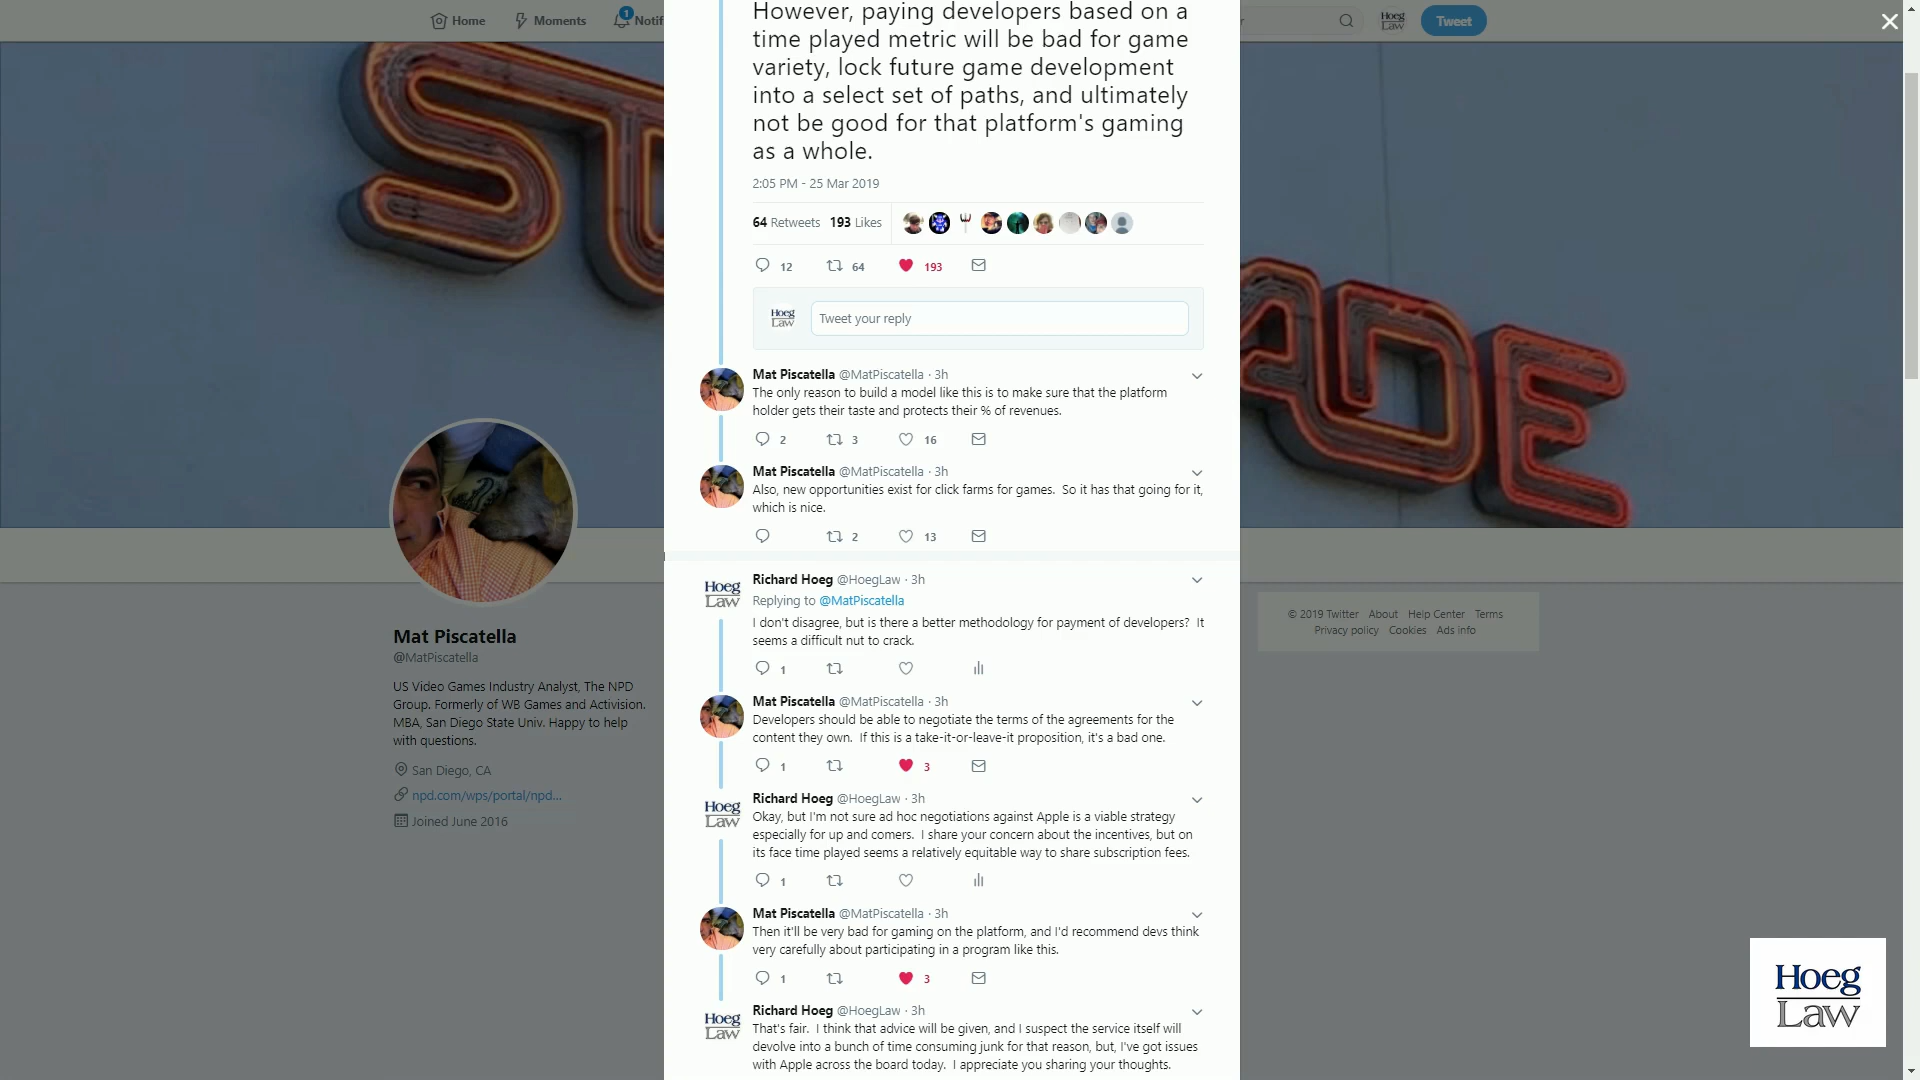 Home
Moments
Notif
Hoeg
Law
Tweet
However, paying developers based on a
time played metric will be bad for game
variety, lock future game development
into a select set of paths, and ultimately
not be good for that platform's gaming
as a whole.
2:05 PM - 25 Mar 2019
64 Retweets 193 Likes
12 64 193
Hoeg
Law
Tweet your reply
Mat Piscatella @MatPiscatella · 3h
The only reason to build a model like this is to make sure that the platform
holder gets their taste and protects their % of revenues.
2 3 16
Mat Piscatella @MatPiscatella · 3h
Also, new opportunities exist for click farms for games. So it has that going for it,
which is nice.
2 13
Hoeg
Law
Richard Hoeg @HoegLaw · 3h
Replying to @MatPiscatella
I don't disagree, but is there a better methodology for payment of developers? It
seems a difficult nut to crack.
1
Mat Piscatella @MatPiscatella · 3h
Developers should be able to negotiate the terms of the agreements for the
content they own. If this is a take-it-or-leave-it proposition, it's a bad one.
1 3
Hoeg
Law
Richard Hoeg @HoegLaw · 3h
Okay, but I'm not sure ad hoc negotiations against Apple is a viable strategy
especially for up and comers. I share your concern about the incentives, but on
its face time played seems a relatively equitable way to share subscription fees.
1
Mat Piscatella @MatPiscatella · 3h
Then it'll be very bad for gaming on the platform, and I'd recommend devs think
very carefully about participating in a program like this.
1 3
Hoeg
Law
Richard Hoeg @HoegLaw · 3h
That's fair. I think that advice will be given, and I suspect the service itself will
devolve into a bunch of time consuming junk for that reason, but, I've got issues
with Apple across the board today. I appreciate you sharing your thoughts.
Mat Piscatella
@MatPiscatella
US Video Games Industry Analyst, The NPD
Group. Formerly of WB Games and Activision.
MBA, San Diego State Univ. Happy to help
with questions.
San Diego, CA
npd.com/wps/portal/npd...
Joined June 2016
© 2019 Twitter About Help Center Terms
Privacy policy Cookies Ads info
Hoeg
Law